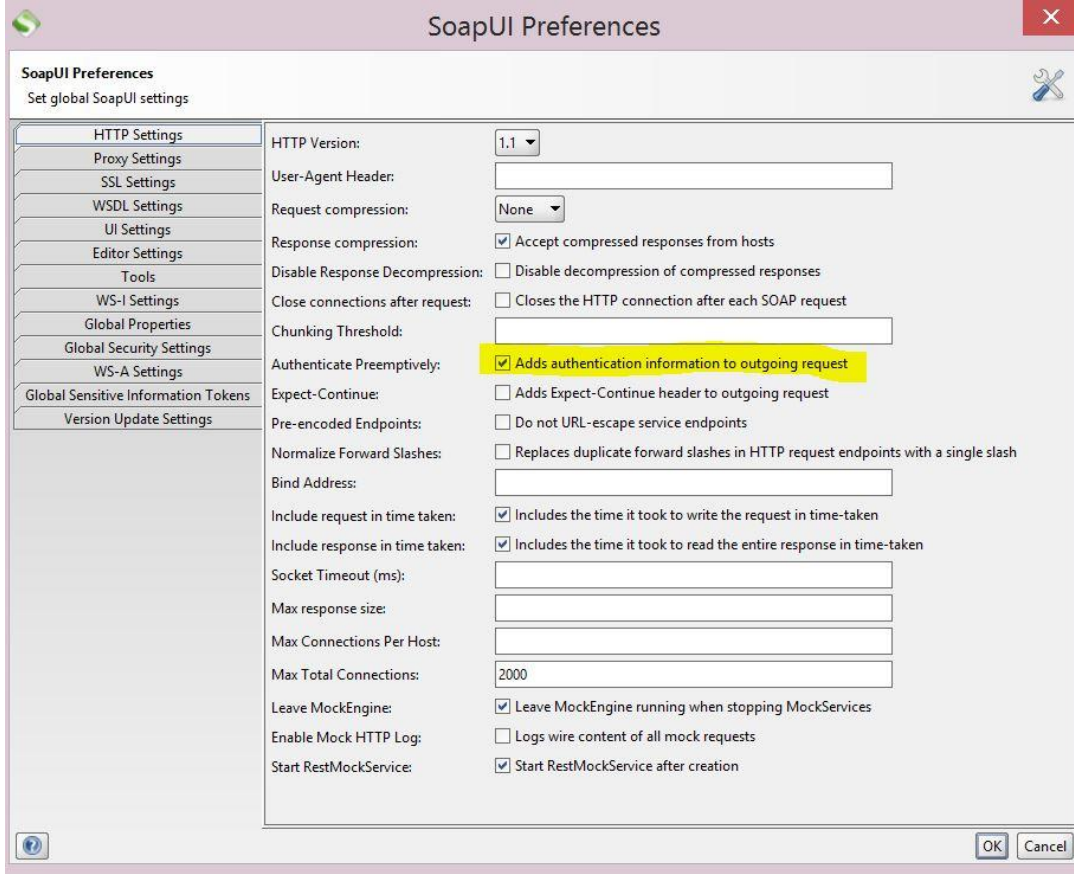 SoapUI Preferences
SoapUI Preferences
Set global SoapUI settings
HTTP Settings
Proxy Settings
SSL Settings
WSDL Settings
UI Settings
Editor Settings
Tools
WS-I Settings
Global Properties
Global Security Settings
WS-A Settings
Global Sensitive Information Tokens
Version Update Settings
HTTP Version: 1.1
User-Agent Header:
Request compression: None
Response compression: Accept compressed responses from hosts
Disable Response Decompression: Disable decompression of compressed responses
Close connections after request: Closes the HTTP connection after each SOAP request
Chunking Threshold:
Authenticate Preemptively: Adds authentication information to outgoing request
Expect-Continue: Adds Expect-Continue header to outgoing request
Pre-encoded Endpoints: Do not URL-escape service endpoints
Normalize Forward Slashes: Replaces duplicate forward slashes in HTTP request endpoints with a single slash
Bind Address:
Include request in time taken: Includes the time it took to write the request in time-taken
Include response in time taken: Includes the time it took to read the entire response in time-taken
Socket Timeout (ms):
Max response size:
Max Connections Per Host:
Max Total Connections: 2000
Leave MockEngine: Leave MockEngine running when stopping MockServices
Enable Mock HTTP Log: Logs wire content of all mock requests
Start RestMockService: Start RestMockService after creation
OK Cancel